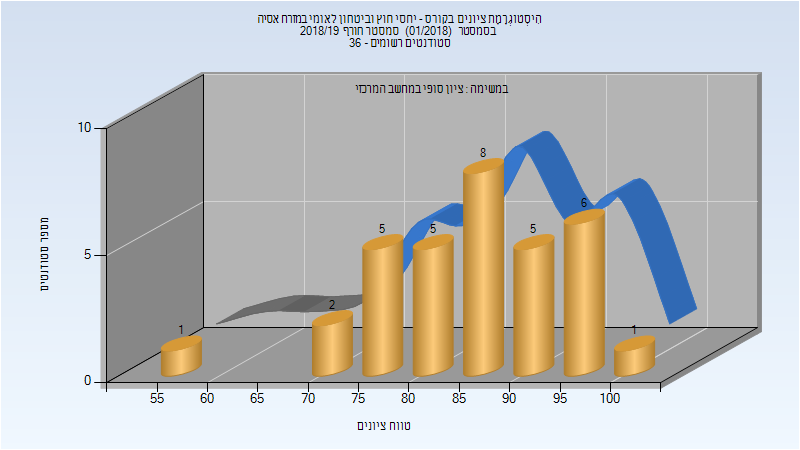 הִיסְטוֹגְרָמַת ציונים בקורס - יחסי חוץ וביטחון לאומי במזרח אסיה
בסמסטר (01/2018) סמסטר חורף 2018/19
סטודנטים רשומים - 36
במשימה : ציון סופי במחשב המרכזי
מספר סטודנטים
10
5
0
1
2
5
5
8
5
6
1
55 60 65 70 75 80 85 90 95 100
טווח ציונים